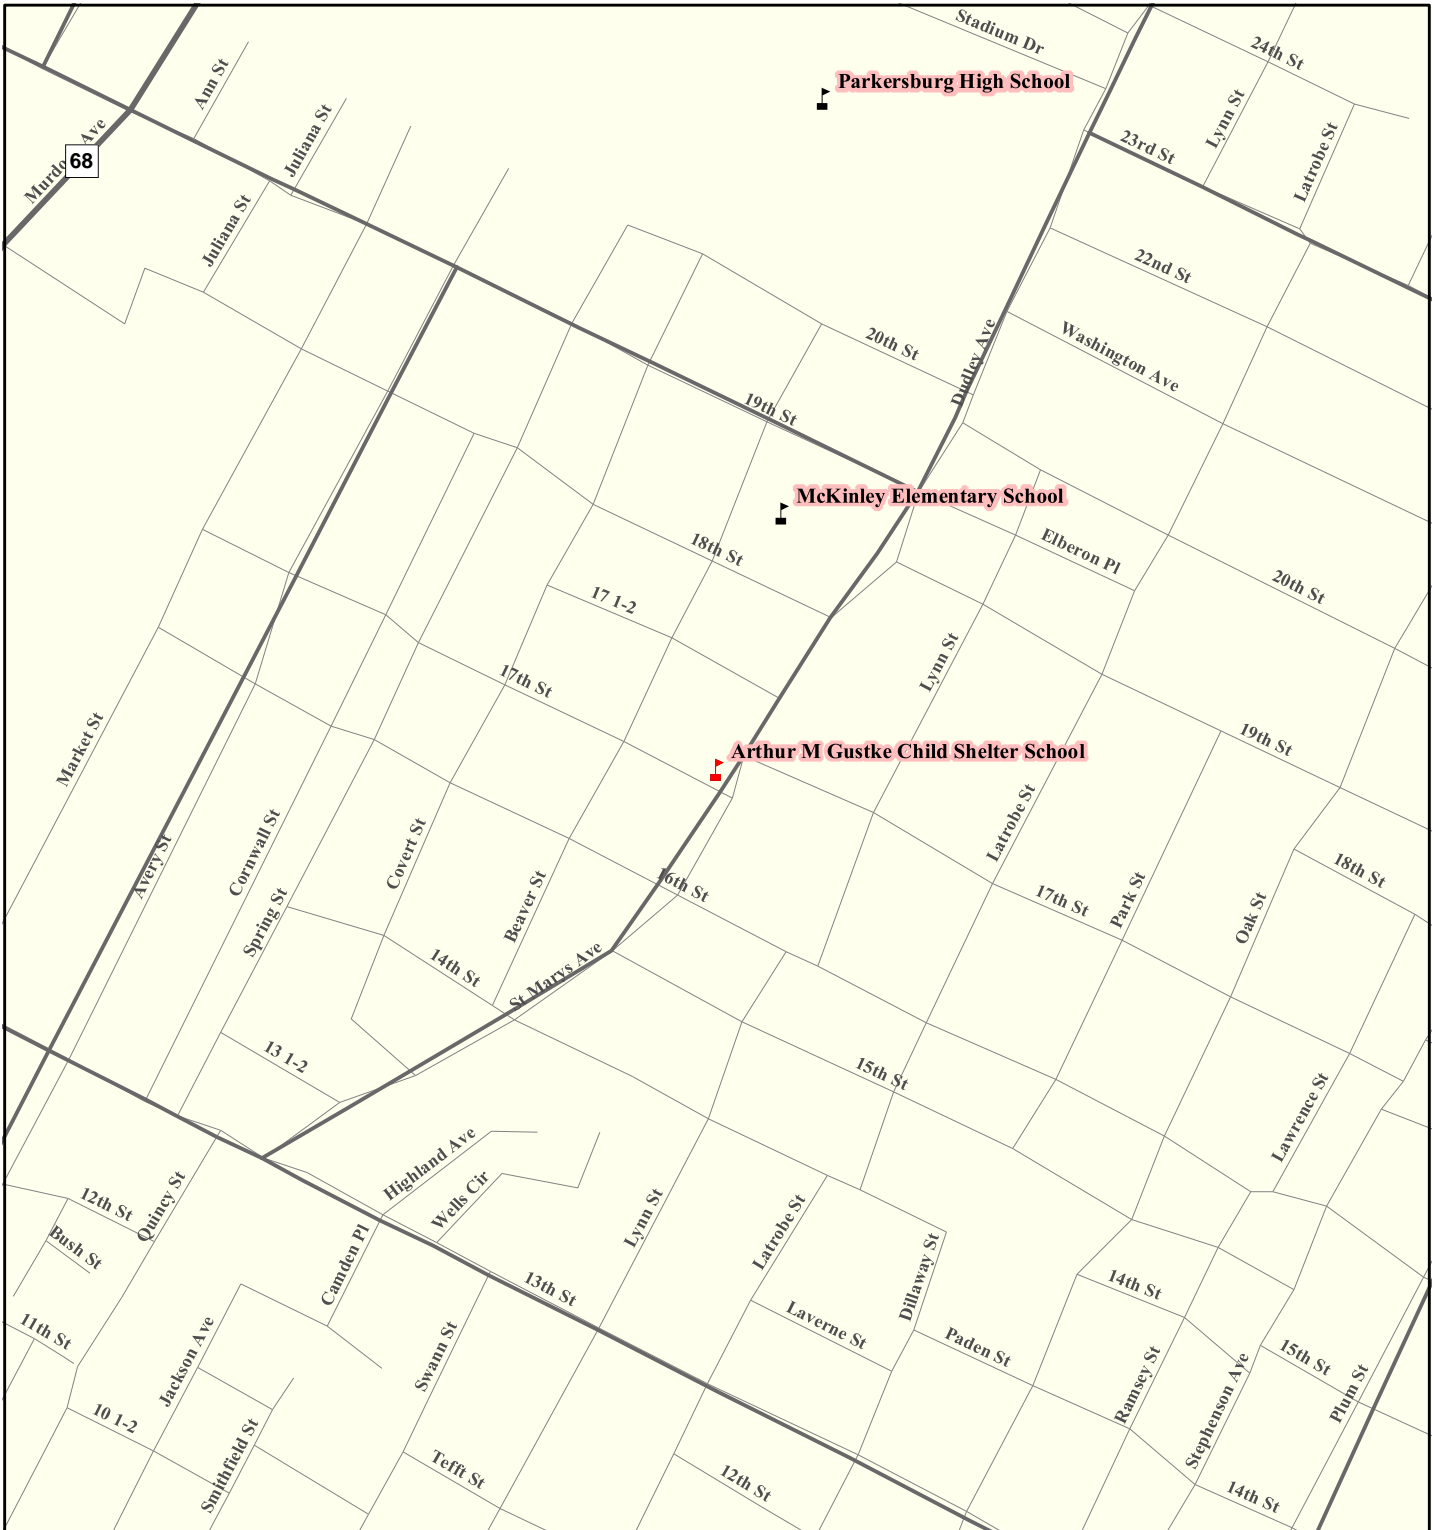 Stadium Dr
24th St
Ann St
Parkersburg High School
Juliana St
Lynn St
23rd St
Latrobe St
Murdo Ave
68
Juliana St
22nd St
20th St
Dudley Ave
Washington Ave
19th St
McKinley Elementary School
18th St
Elberon Pl
20th St
17 1-2
Lynn St
17th St
Market St
Arthur M Gustke Child Shelter School
19th St
Latrobe St
Avery St
Cornwall St
Covert St
16th St
17th St
Park St
18th St
Spring St
Beaver St
Oak St
14th St
St Marys Ave
13 1-2
15th St
Lawrence St
Highland Ave
Wells Cir
12th St
Quincy St
Bush St
Lynn St
Latrobe St
Camden Pl
Dillaway St
13th St
14th St
11th St
Jackson Ave
Swann St
Laverne St
Paden St
Ramsey St
15th St
Stephenson Ave
Plum St
10 1-2
Smithfield St
Tefft St
12th St
14th St